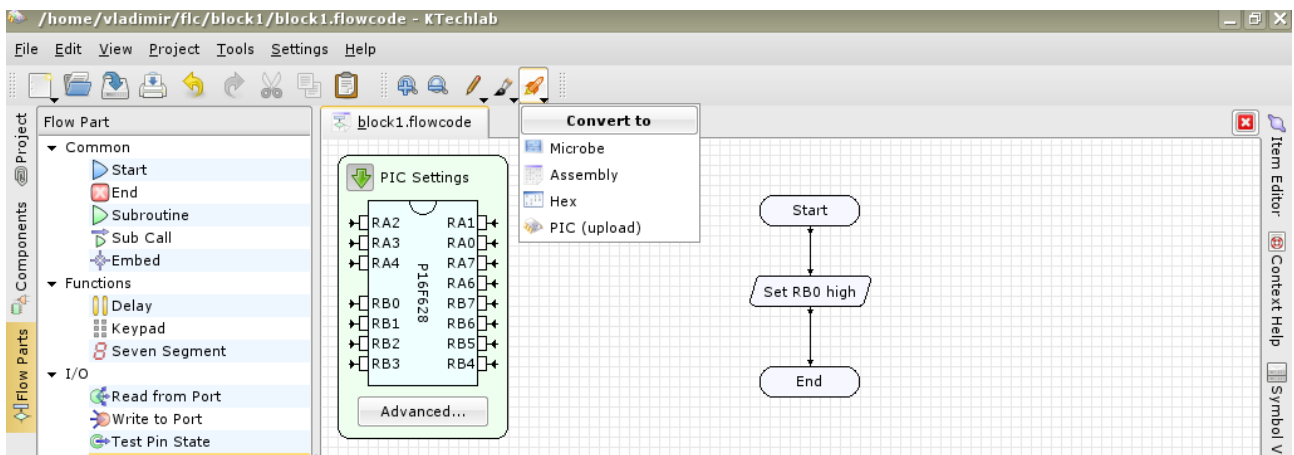 /home/vladimir/flc/block1/block1.flowcode - KTechlab
File Edit View Project Tools Settings Help
Project
Components
Flow Parts
Flow Part
Common
Start
End
Subroutine
Sub Call
Embed
Functions
Delay
Keypad
Seven Segment
I/O
Read from Port
Write to Port
Test Pin State
block1.flowcode
PIC Settings
RA2 RA1
RA3 RA0
RA4 RA7
RA6
RB0 RB7
RB1 RB6
RB2 RB5
RB3 RB4
P16F628
Advanced...
Convert to
Microbe
Assembly
Hex
PIC (upload)
Start
Set RB0 high
End
Item Editor
Context Help
Symbol V